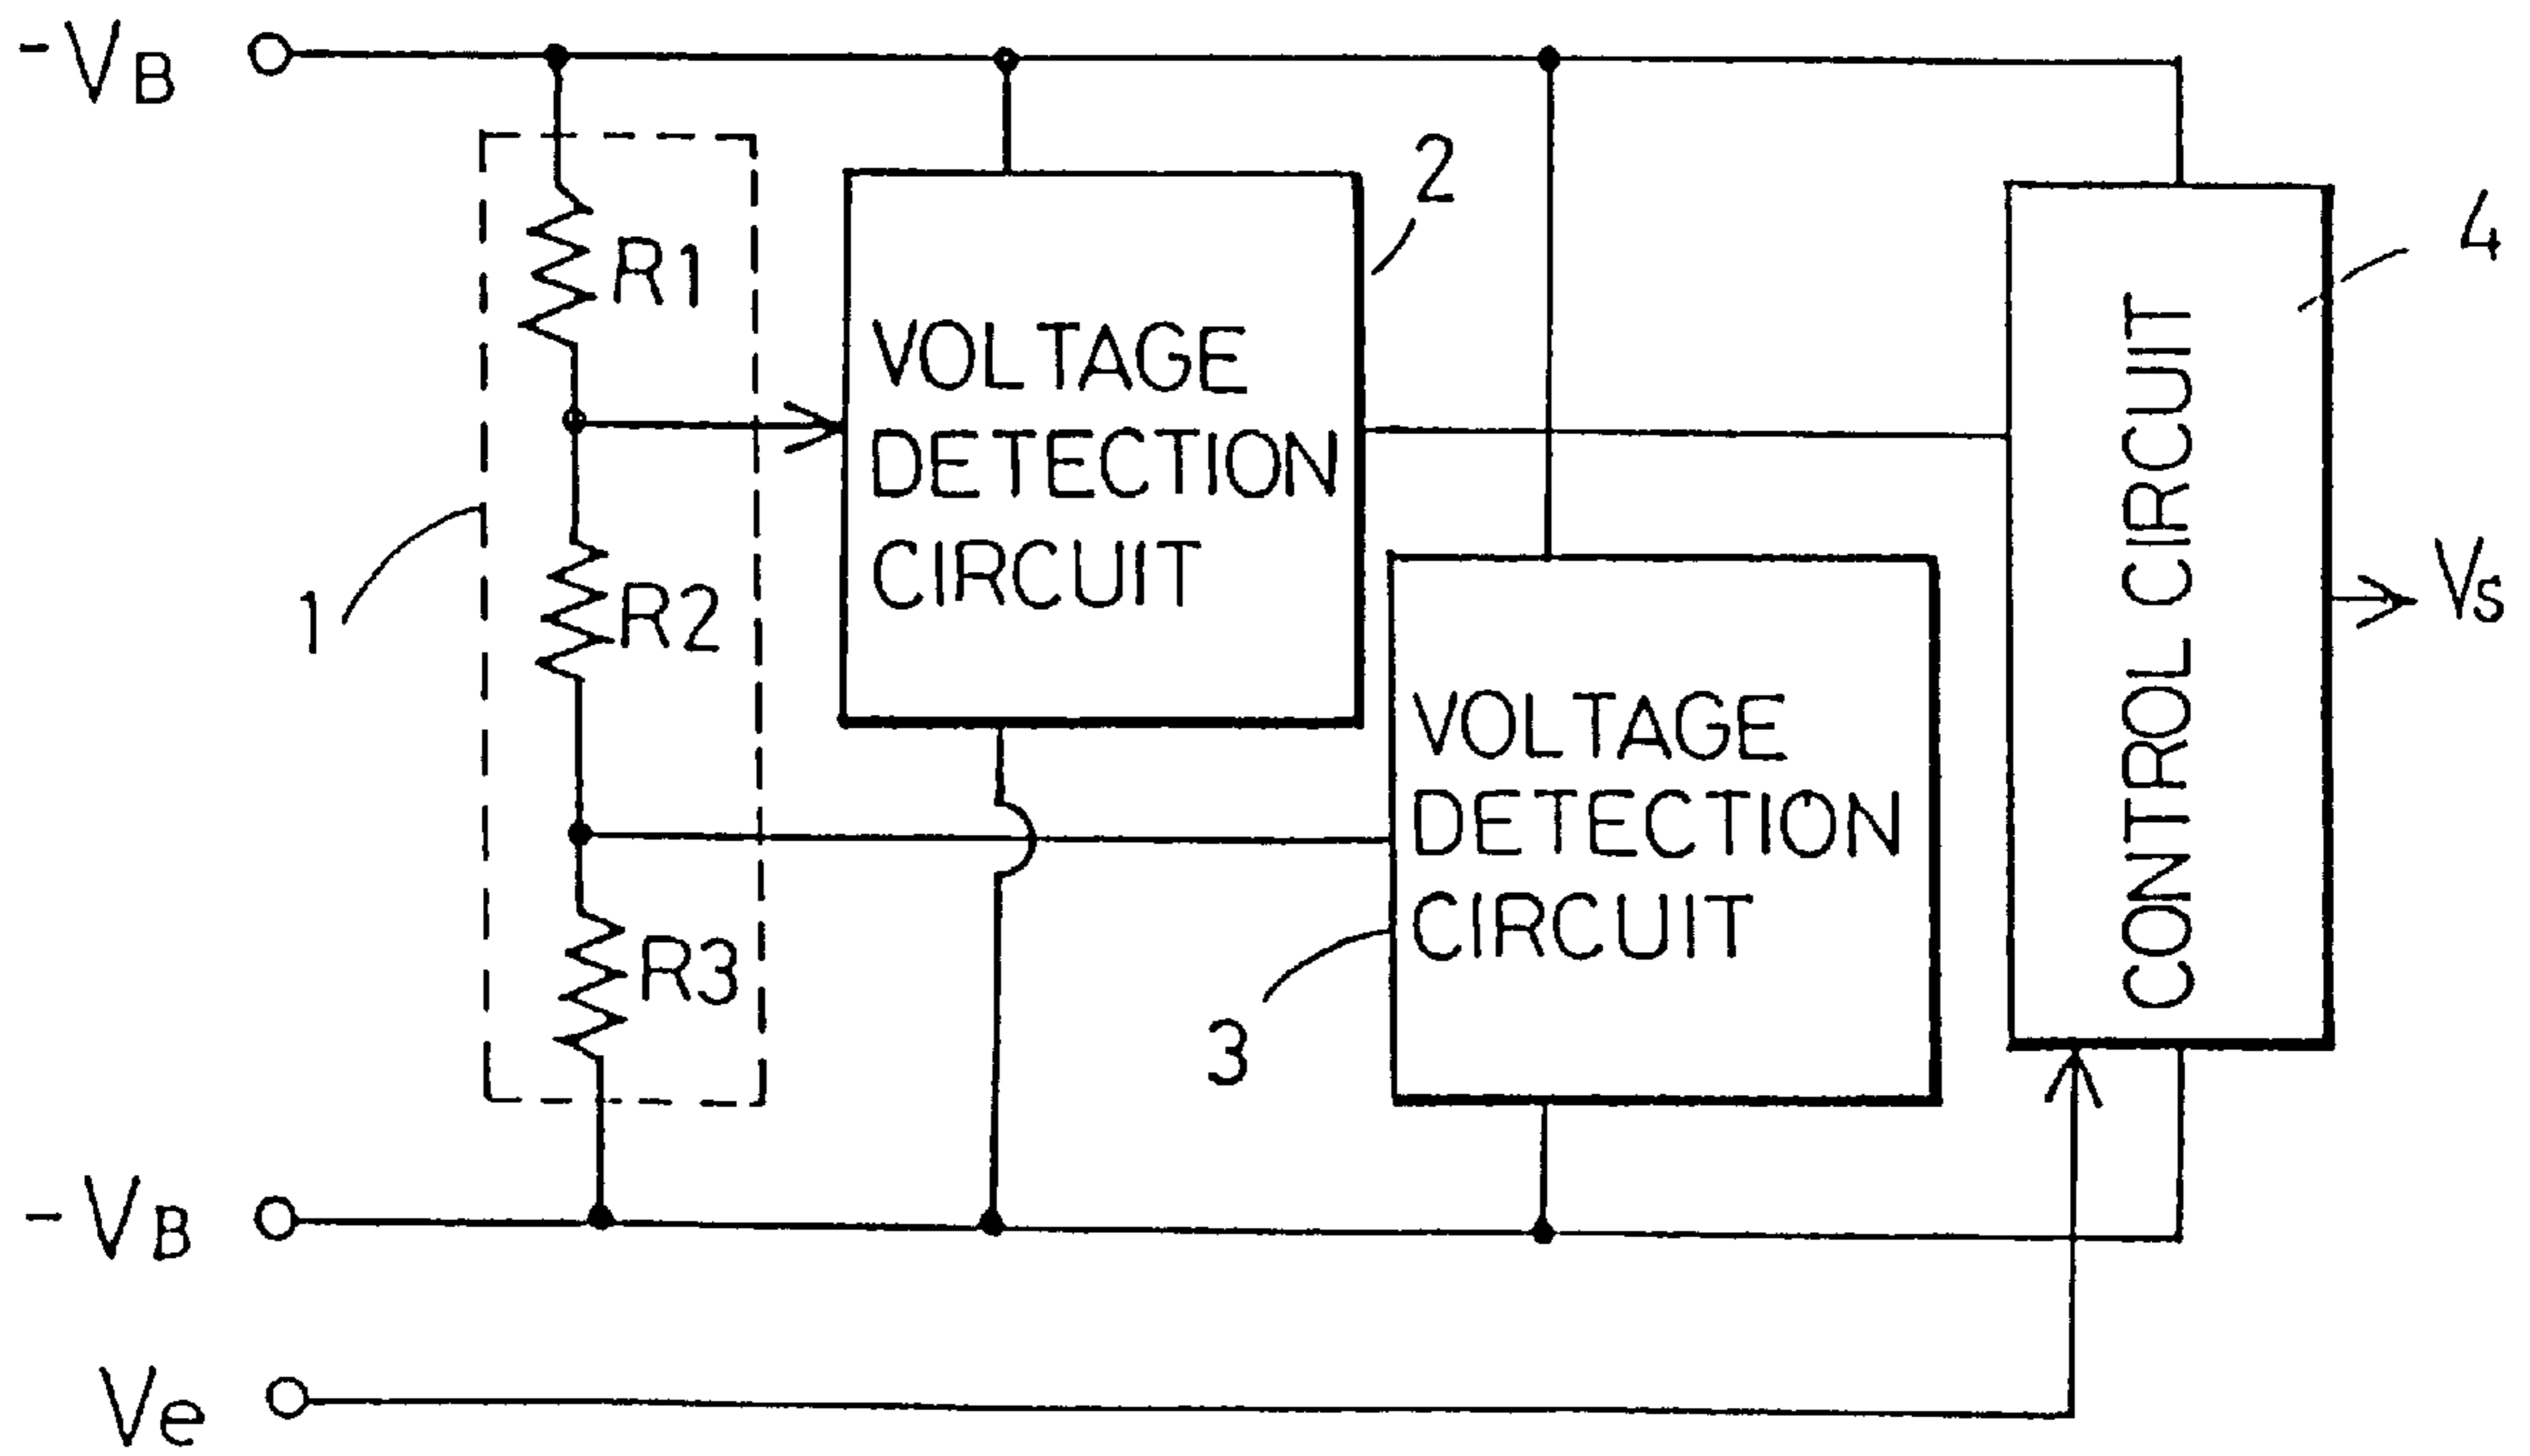 -VB
2
4
R1
VOLTAGE
DETECTION
CIRCUIT
CONTROL CIRCUIT
Vs
1
R2
VOLTAGE
DETECTION
CIRCUIT
R3
3
-VB
Ve